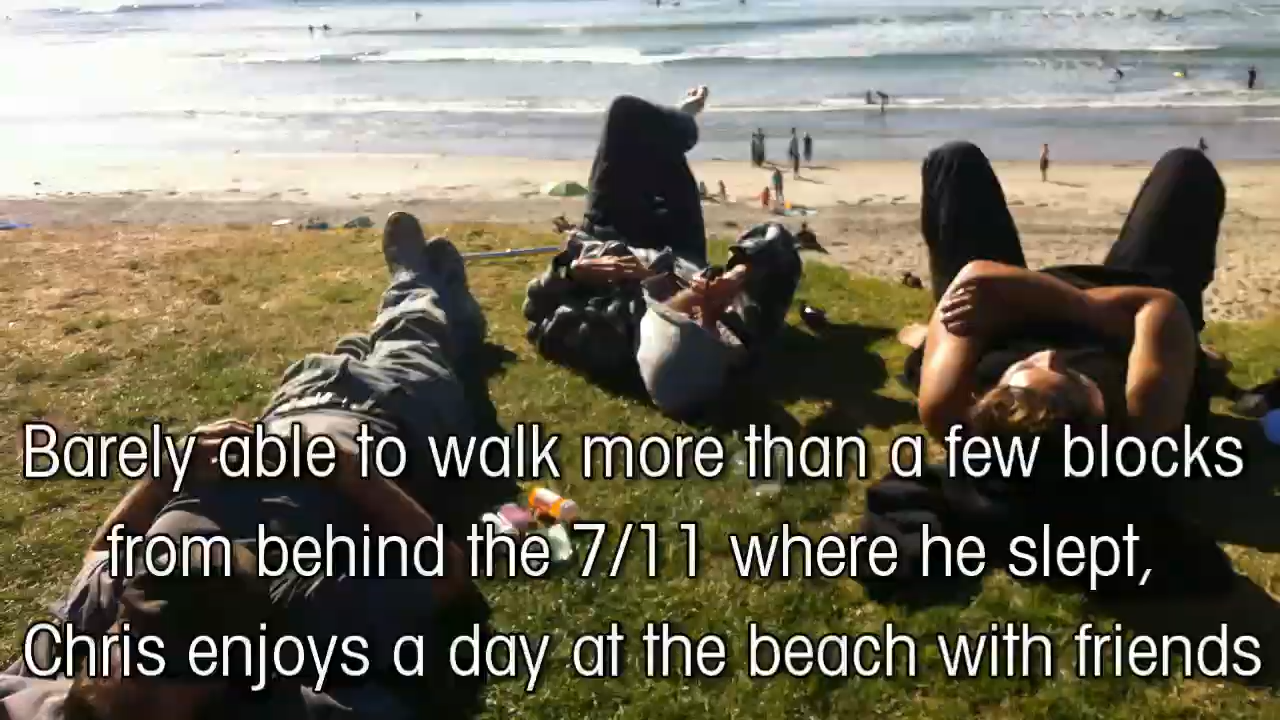 Barely able to walk more than a few blocks
from behind the 7/11 where he slept,
Chris enjoys a day at the beach with friends